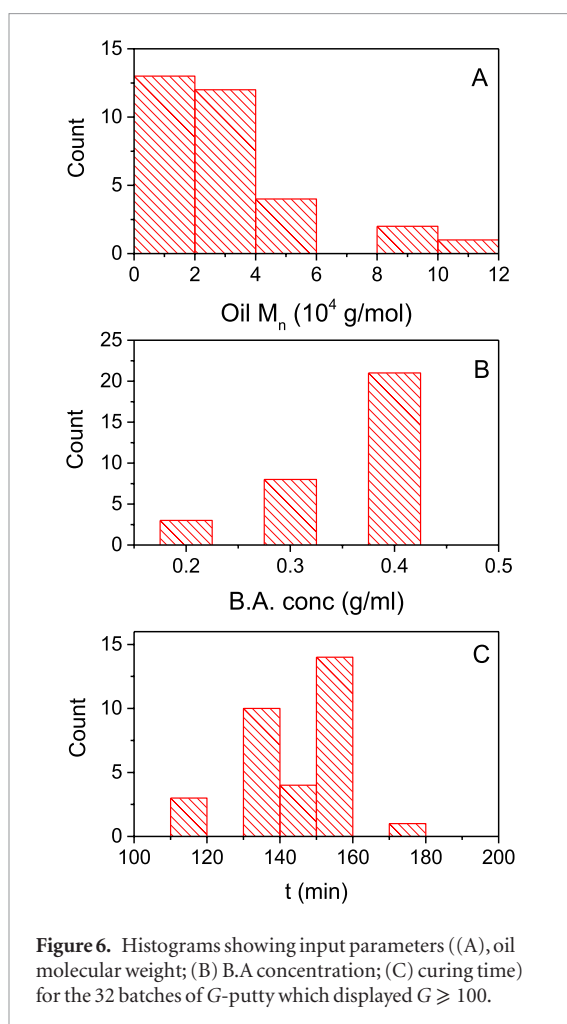 15
A
10
Count
5
0
0 2 4 6 8 10 12
Oil Mn (10⁴ g/mol)
25
B
20
15
Count
10
5
0
0.2 0.3 0.4 0.5
B.A. conc (g/ml)
15
C
10
Count
5
0
100 120 140 160 180 200
t (min)
Figure 6. Histograms showing input parameters ((A), oil
molecular weight; (B) B.A concentration; (C) curing time)
for the 32 batches of G-putty which displayed G ⩾ 100.